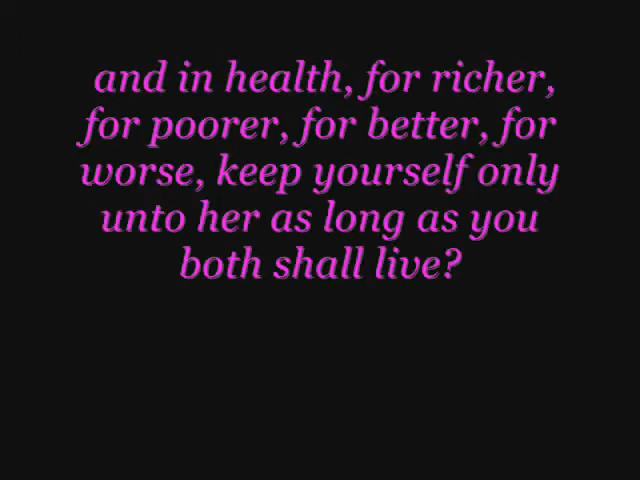 and in health, for richer,
for poorer, for better, for
worse, keep yourself only
unto her as long as you
both shall live?